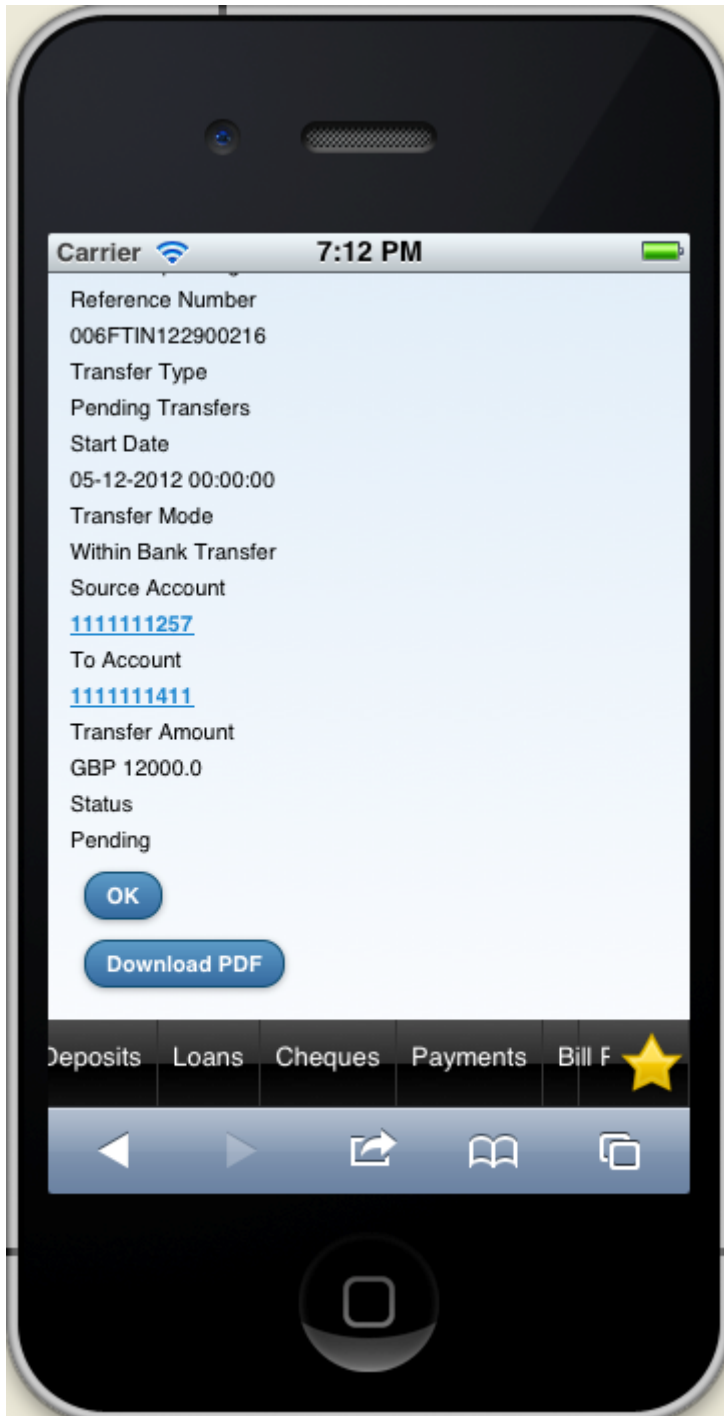 Carrier 7:12 PM
Reference Number
006FTIN122900216
Transfer Type
Pending Transfers
Start Date
05-12-2012 00:00:00
Transfer Mode
Within Bank Transfer
Source Account
1111111257
To Account
1111111411
Transfer Amount
GBP 12000.0
Status
Pending
OK
Download PDF
Deposits Loans Cheques Payments Bill